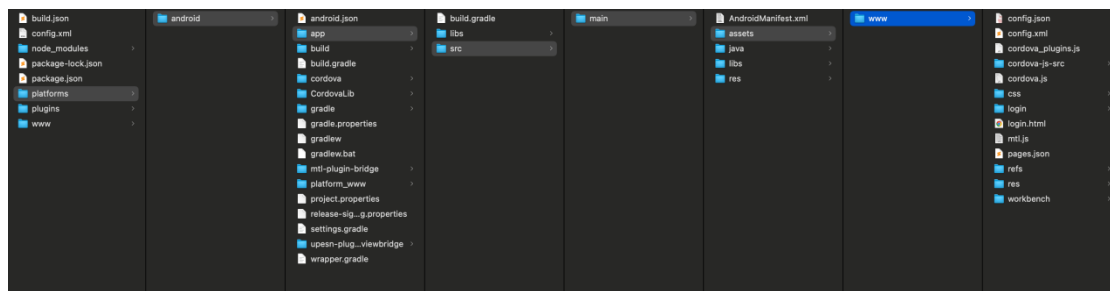 build.json
config.xml
node_modules
package-lock.json
package.json
platforms
plugins
www
android
android.json
app
build
build.gradle
cordova
CordovaLib
gradle
gradle.properties
gradlew
gradlew.bat
mtl-plugin-bridge
platform_www
project.properties
release-sig...g.properties
settings.gradle
upesn-plug...viewbridge
wrapper.gradle
build.gradle
libs
src
main
AndroidManifest.xml
assets
java
libs
res
www
config.json
config.xml
cordova_plugins.js
cordova-js-src
cordova.js
css
login
login.html
mtl.js
pages.json
refs
res
workbench